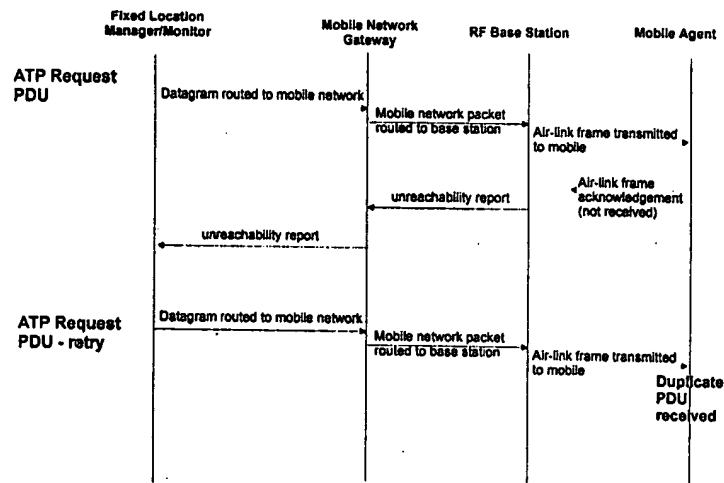 Fixed Location
Manager/Monitor
Mobile Network
Gateway
RF Base Station
Mobile Agent
ATP Request
PDU
Datagram routed to mobile network
Mobile network packet
routed to base station
Air-link frame transmitted
to mobile
Air-link frame
acknowledgement
(not received)
unreachability report
unreachability report
ATP Request
PDU - retry
Datagram routed to mobile network
Mobile network packet
routed to base station
Air-link frame transmitted
to mobile
Duplicate
PDU
received